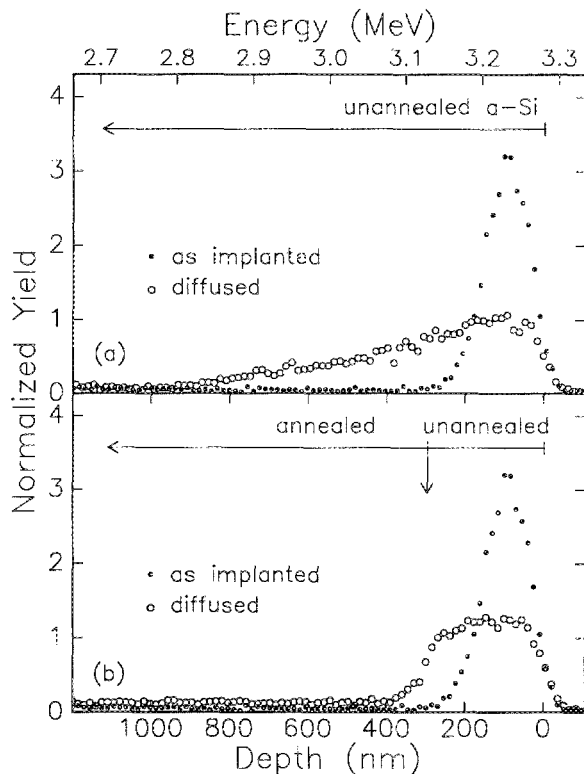 Energy (MeV)
2.7 2.8 2.9 3.0 3.1 3.2 3.3
4
unannealed a-Si
3
as implanted
2
diffused
1
(a)
0
Normalized Yield
4
annealed unannealed
3
as implanted
2
diffused
1
(b)
0
1000 800 600 400 200 0
Depth (nm)